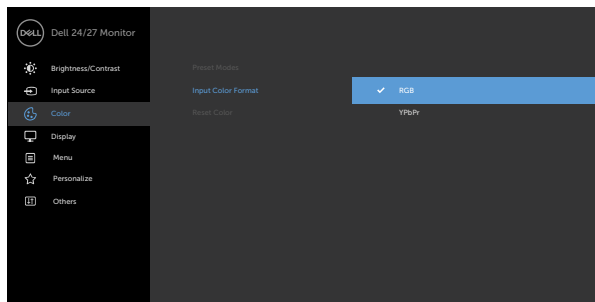 DELL Dell 24/27 Monitor
Brightness/Contrast
Input Source
Color
Display
Menu
Personalize
Others
Preset Modes
Input Color Format
Reset Color
RGB
YPbPr